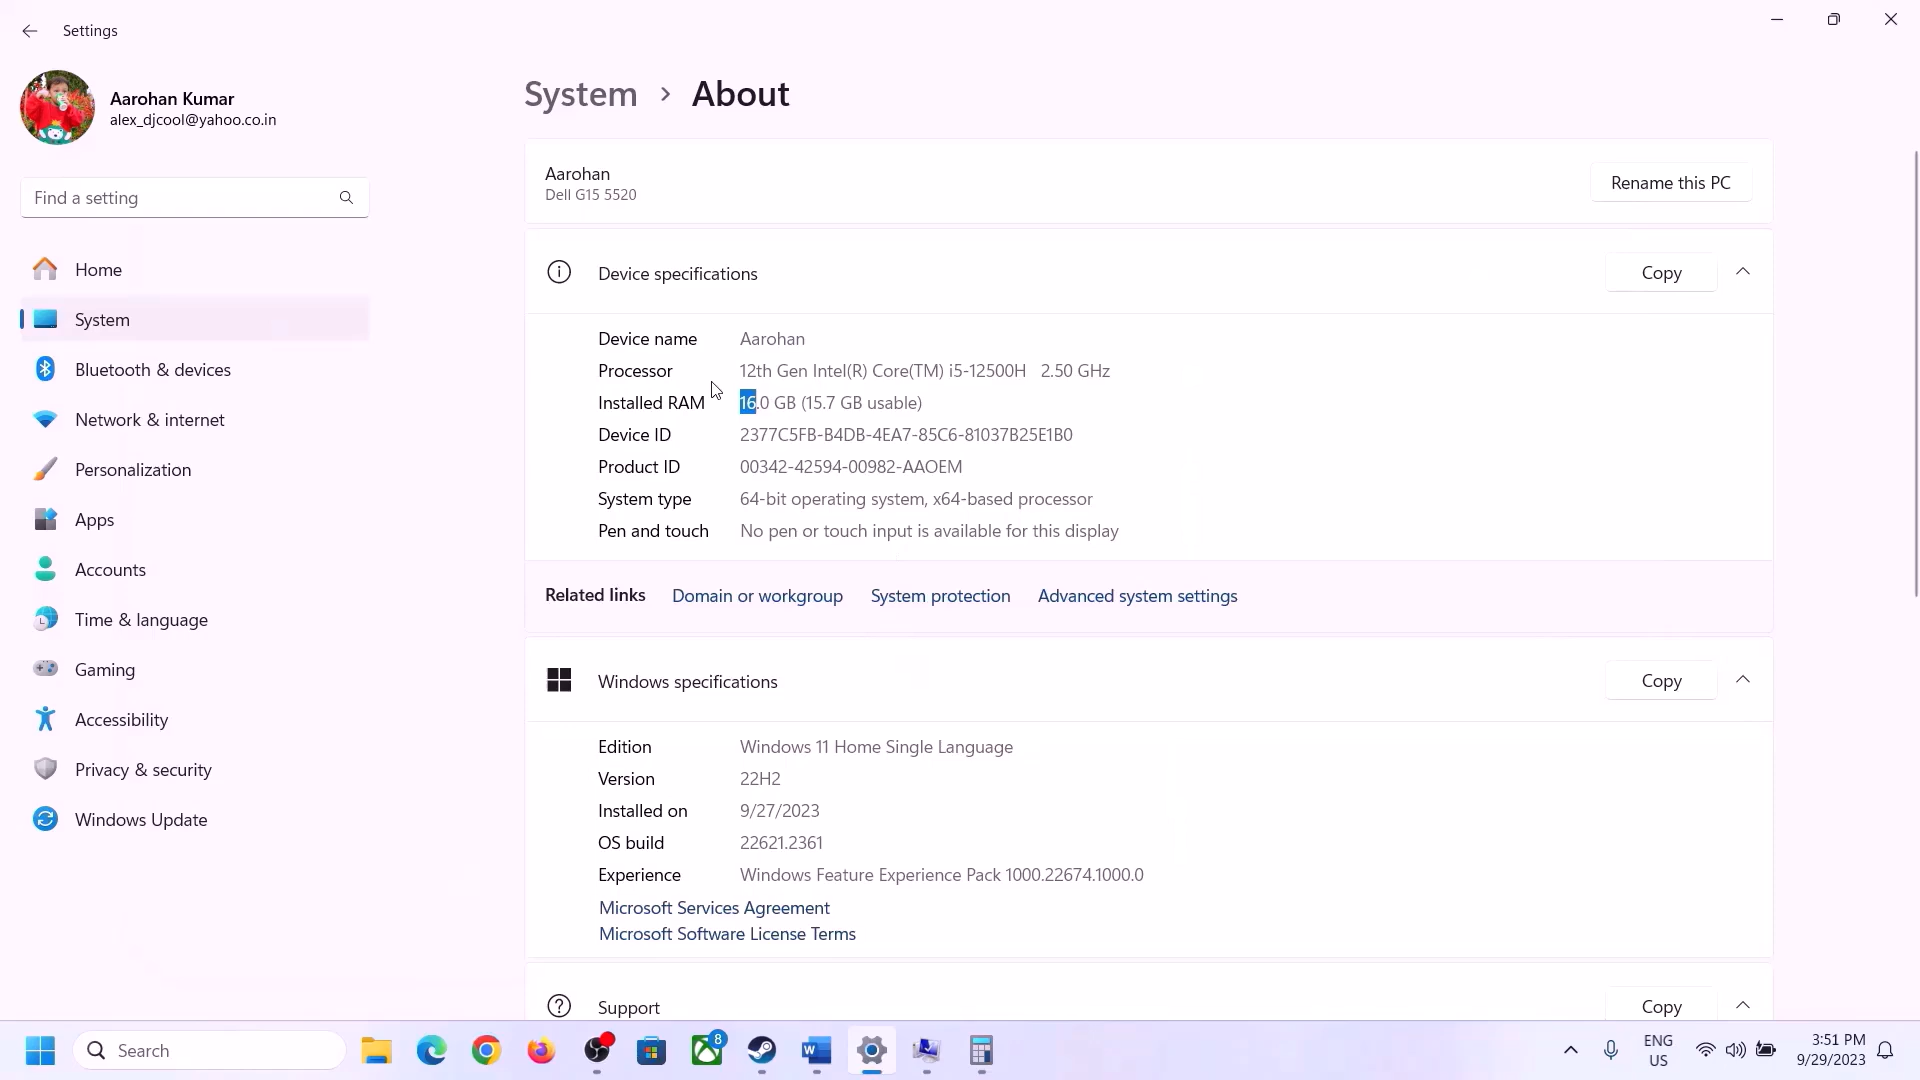 Settings
Aarohan Kumar
alex_djcool@yahoo.co.in
Find a setting
Home
System
Bluetooth & devices
Network & internet
Personalization
Apps
Accounts
Time & language
Gaming
Accessibility
Privacy & security
Windows Update
System > About
Aarohan
Dell G15 5520
Rename this PC
Device specifications
Copy
Device name Aarohan
Processor 12th Gen Intel(R) Core(TM) i5-12500H 2.50 GHz
Installed RAM 16.0 GB (15.7 GB usable)
Device ID 2377C5FB-B4DB-4EA7-85C6-81037B25E1B0
Product ID 00342-42594-00982-AAOEM
System type 64-bit operating system, x64-based processor
Pen and touch No pen or touch input is available for this display
Related links Domain or workgroup System protection Advanced system settings
Windows specifications
Copy
Edition Windows 11 Home Single Language
Version 22H2
Installed on 9/27/2023
OS build 22621.2361
Experience Windows Feature Experience Pack 1000.22674.1000.0
Microsoft Services Agreement
Microsoft Software License Terms
Support
Copy
Search
8
W
ENG
US
3:51 PM
9/29/2023